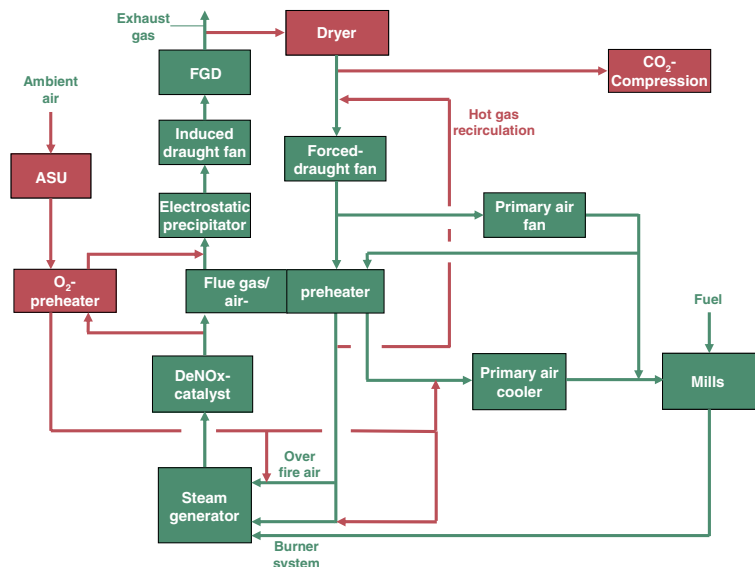 Exhaust
gas
Dryer
CO₂-
Compression
FGD
Ambient
air
Hot gas
recirculation
Induced
draught fan
Forced-
draught fan
ASU
Electrostatic
precipitator
Primary air
fan
O₂-
preheater
Flue gas/
air-
preheater
Fuel
DeNOx-
catalyst
Primary air
cooler
Mills
Over
fire air
Steam
generator
Burner
system